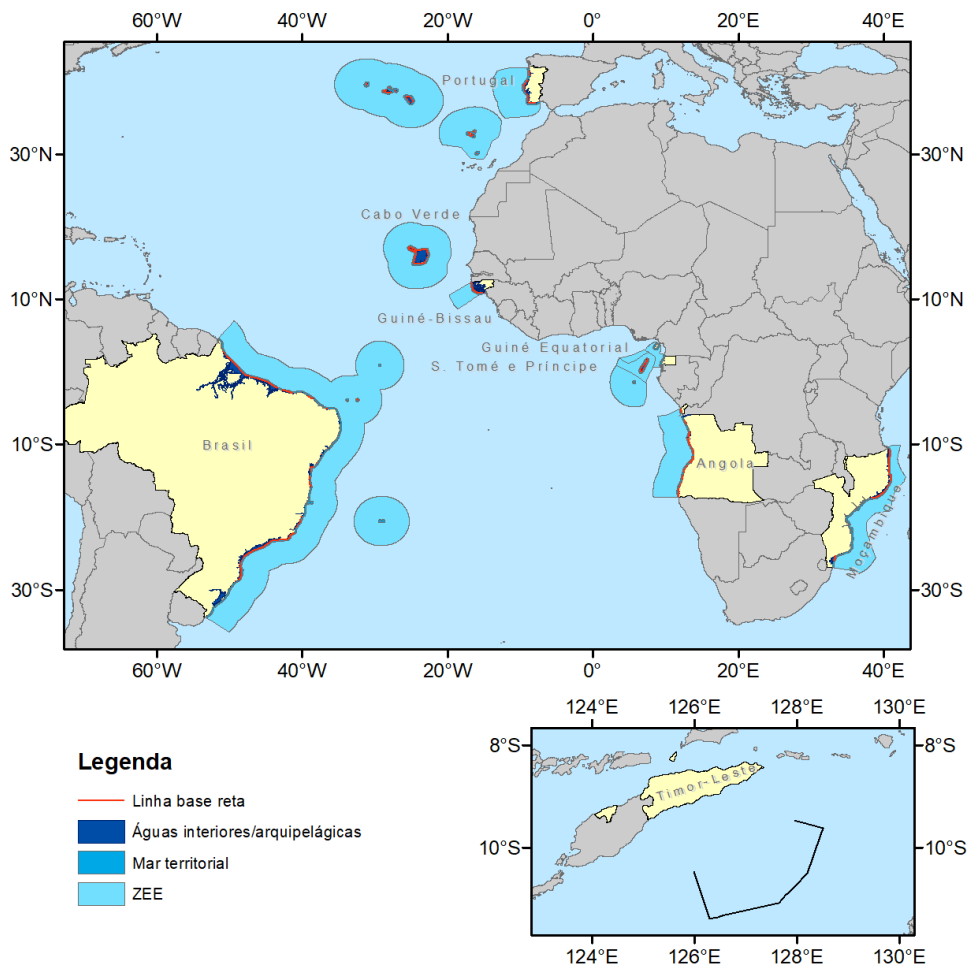 60°W 40°W 20°W 0° 20°E 40°E
Portugal
30°N 30°N
Cabo Verde
10°N 10°N
Guiné-Bissau
Guiné Equatorial
S. Tomé e Príncipe
10°S Brasil Angola 10°S
Moçambique
30°S 30°S
60°W 40°W 20°W 0° 20°E 40°E
124°E 126°E 128°E 130°E
8°S 8°S
Timor-Leste
10°S 10°S
124°E 126°E 128°E 130°E
Legenda
Linha base reta
Águas interiores/arquipelágicas
Mar territorial
ZEE